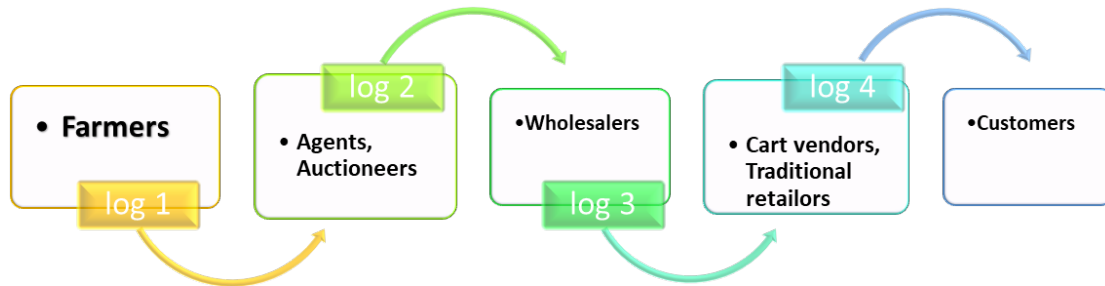 • Farmers
log 1
log 2
• Agents,
Auctioneers
•Wholesalers
log 3
log 4
• Cart vendors,
Traditional
retailors
•Customers